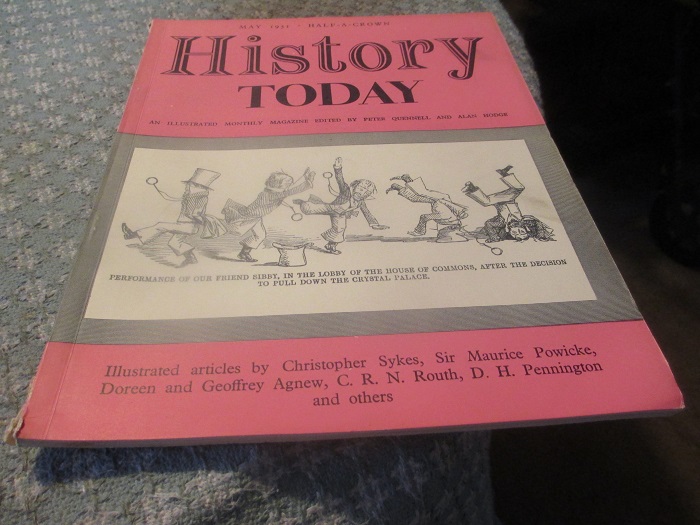 MAY 1951 · HALF-A-CROWN
History
TODAY
AN ILLUSTRATED MONTHLY MAGAZINE EDITED BY PETER QUENNELL AND ALAN HODGE
PERFORMANCE OF OUR FRIEND SIBBY, IN THE LOBBY OF THE HOUSE OF COMMONS, AFTER THE DECISION
TO PULL DOWN THE CRYSTAL PALACE.
Illustrated articles by Christopher Sykes, Sir Maurice Powicke,
Doreen and Geoffrey Agnew, C. R. N. Routh, D. H. Pennington
and others